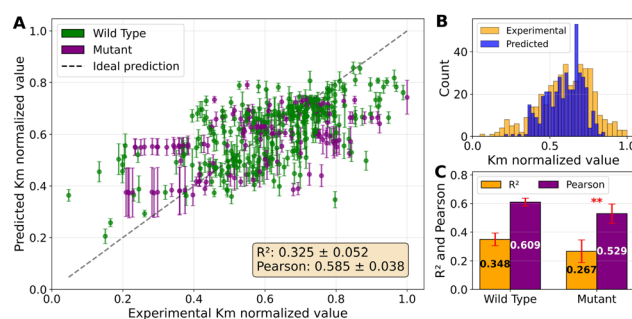 A
Wild Type
Mutant
Ideal prediction
1.0
0.8
0.6
0.4
0.2
0.0
Predicted Km normalized value
R²: 0.325 ± 0.052
Pearson: 0.585 ± 0.038
0.0 0.2 0.4 0.6 0.8 1.0
Experimental Km normalized value
B
Experimental
Predicted
40
20
0
Count
0.0 0.5 1.0
Km normalized value
C
R² Pearson
0.8
0.6
0.4
0.2
0.0
R² and Pearson
**
0.348 0.609 0.267 0.529
Wild Type Mutant